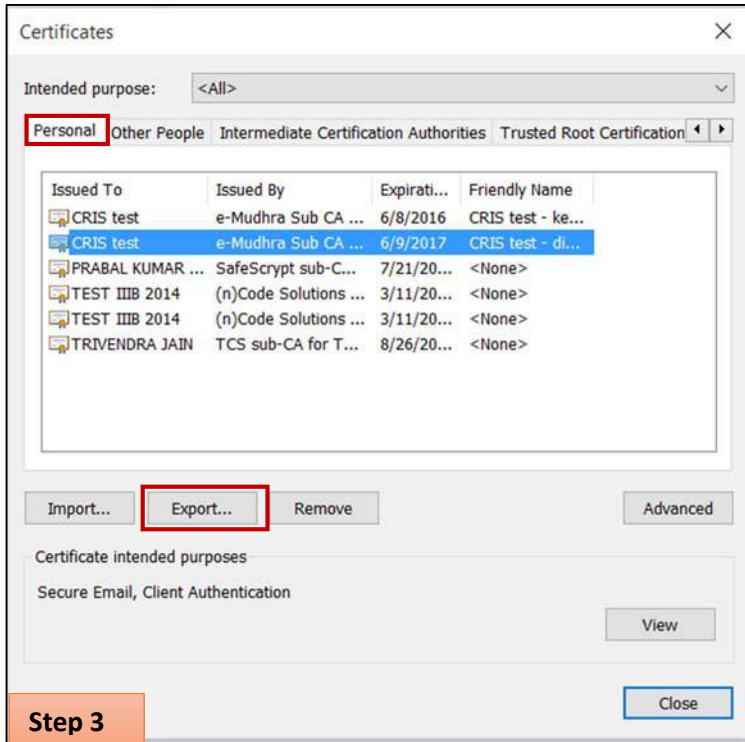 Certificates
Intended purpose: <All>
Personal Other People Intermediate Certification Authorities Trusted Root Certification
Issued To Issued By Expirati... Friendly Name
CRIS test e-Mudhra Sub CA ... 6/8/2016 CRIS test - ke...
CRIS test e-Mudhra Sub CA ... 6/9/2017 CRIS test - di...
PRABAL KUMAR ... SafeScrypt sub-C... 7/21/20... <None>
TEST IIIB 2014 (n)Code Solutions ... 3/11/20... <None>
TEST IIIB 2014 (n)Code Solutions ... 3/11/20... <None>
TRIVENDRA JAIN TCS sub-CA for T... 8/26/20... <None>
Import... Export... Remove Advanced
Certificate intended purposes
Secure Email, Client Authentication
View
Close
Step 3